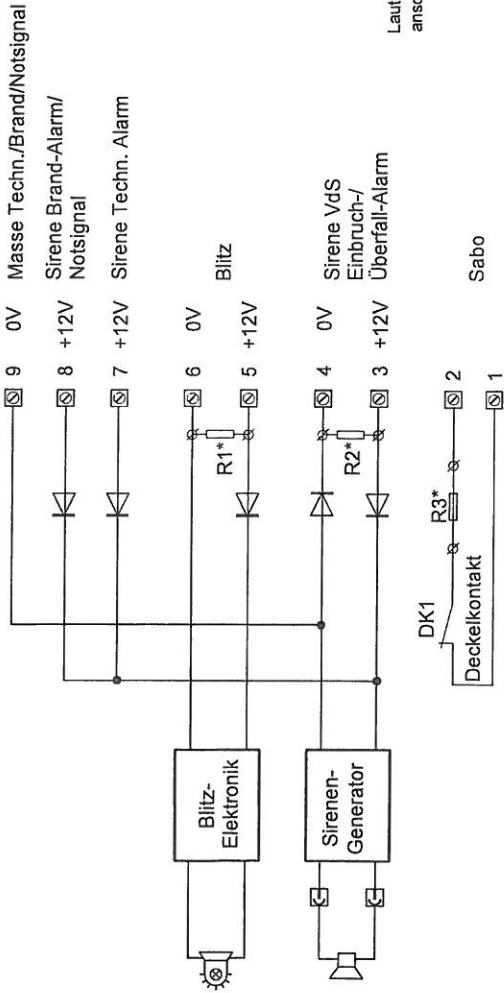 9 0V Masse Techn./Brand/Notsignal
8 +12V Sirene Brand-Alarm/
Notsignal
7 +12V Sirene Techn. Alarm
6 0V
Blitz
5 +12V
R1*
4 0V Sirene VdS
Einbruch-/
3 +12V Überfall-Alarm
R2*
2
Sabo
1
R3*
DK1
Deckelkontakt
Blitz-
Elektronik
Sirenen-
Generator
Laut
ansc